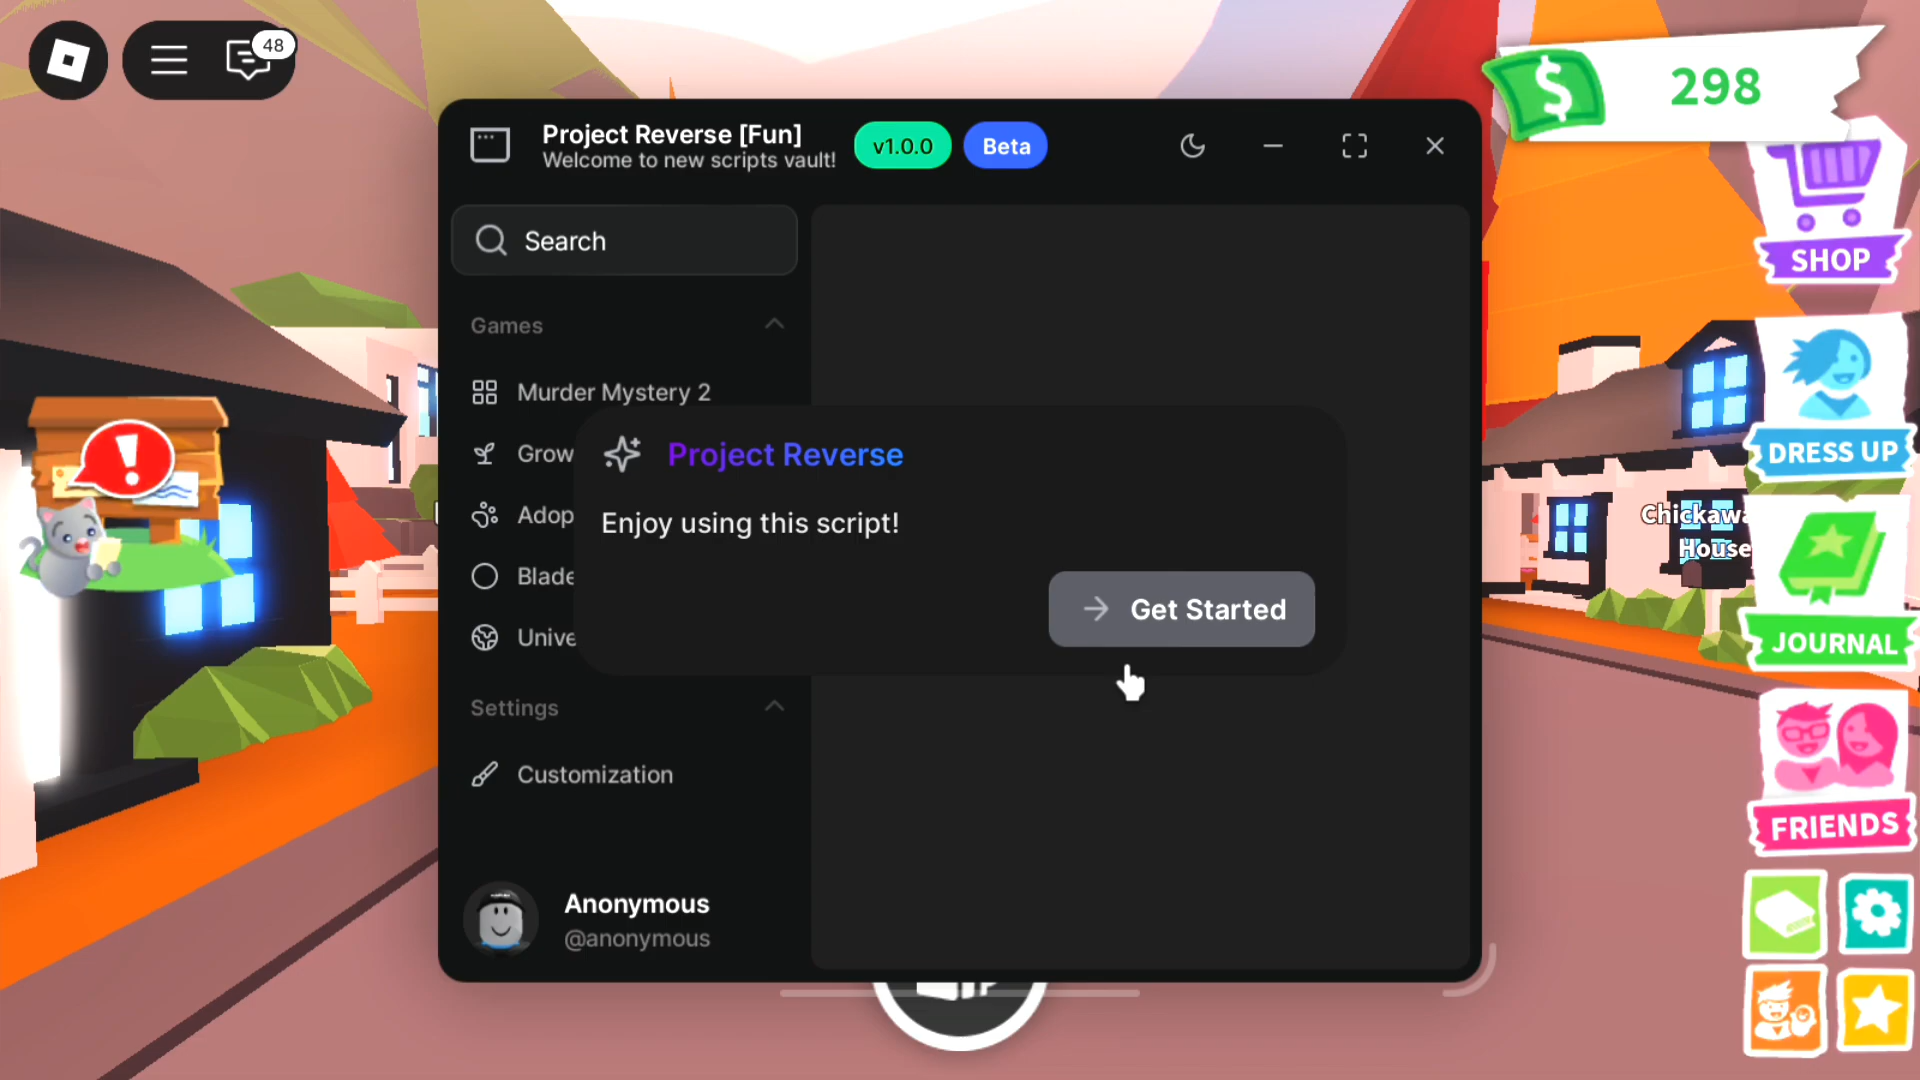 48
298
Project Reverse [Fun]
Welcome to new scripts vault!
v1.0.0
Beta
Search
SHOP
Games
Murder Mystery 2
Grow
Project Reverse
DRESS UP
Adop
Enjoy using this script!
Chickawa
House
Blade
Get Started
Unive
JOURNAL
Settings
Customization
FRIENDS
Anonymous
@anonymous